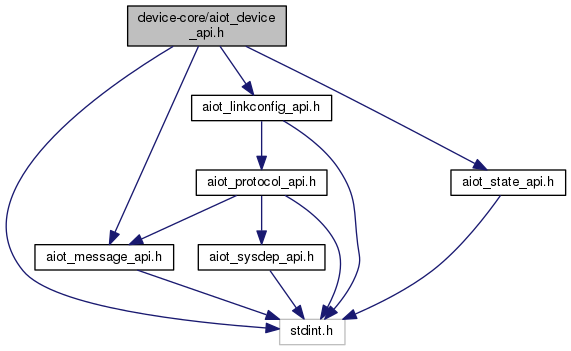 device-core/aiot_device
_api.h
aiot_linkconfig_api.h
aiot_protocol_api.h
aiot_state_api.h
aiot_message_api.h
aiot_sysdep_api.h
stdint.h